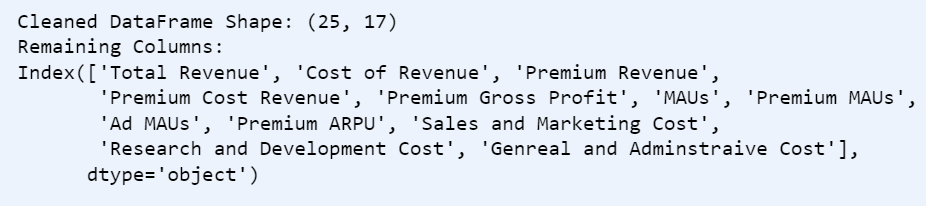 Cleaned DataFrame Shape: (25, 17)
Remaining Columns:
Index(['Total Revenue', 'Cost of Revenue', 'Premium Revenue',
'Premium Cost Revenue', 'Premium Gross Profit', 'MAUs', 'Premium MAUs',
'Ad MAUs', 'Premium ARPU', 'Sales and Marketing Cost',
'Research and Development Cost', 'Genreal and Adminstraive Cost'],
dtype='object')